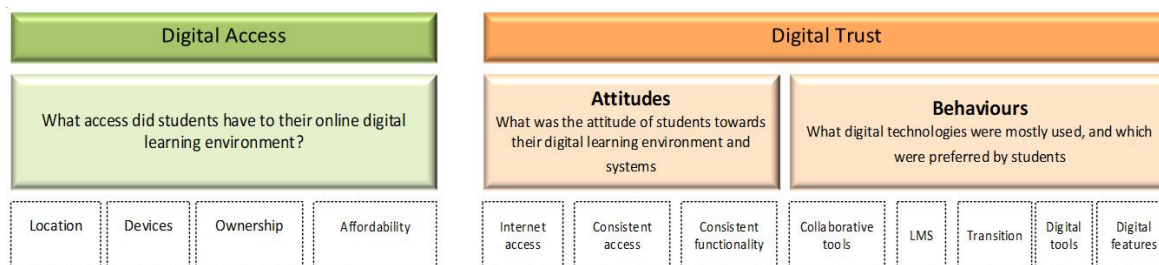 Digital Access
Digital Trust
What access did students have to their online digital
learning environment?
Attitudes
What was the attitude of students towards
their digital learning environment and
systems
Behaviours
What digital technologies were mostly used, and which
were preferred by students
Location
Devices
Ownership
Affordability
Internet
access
Consistent
access
Consistent
functionality
Collaborative
tools
LMS
Transition
Digital
tools
Digital
features